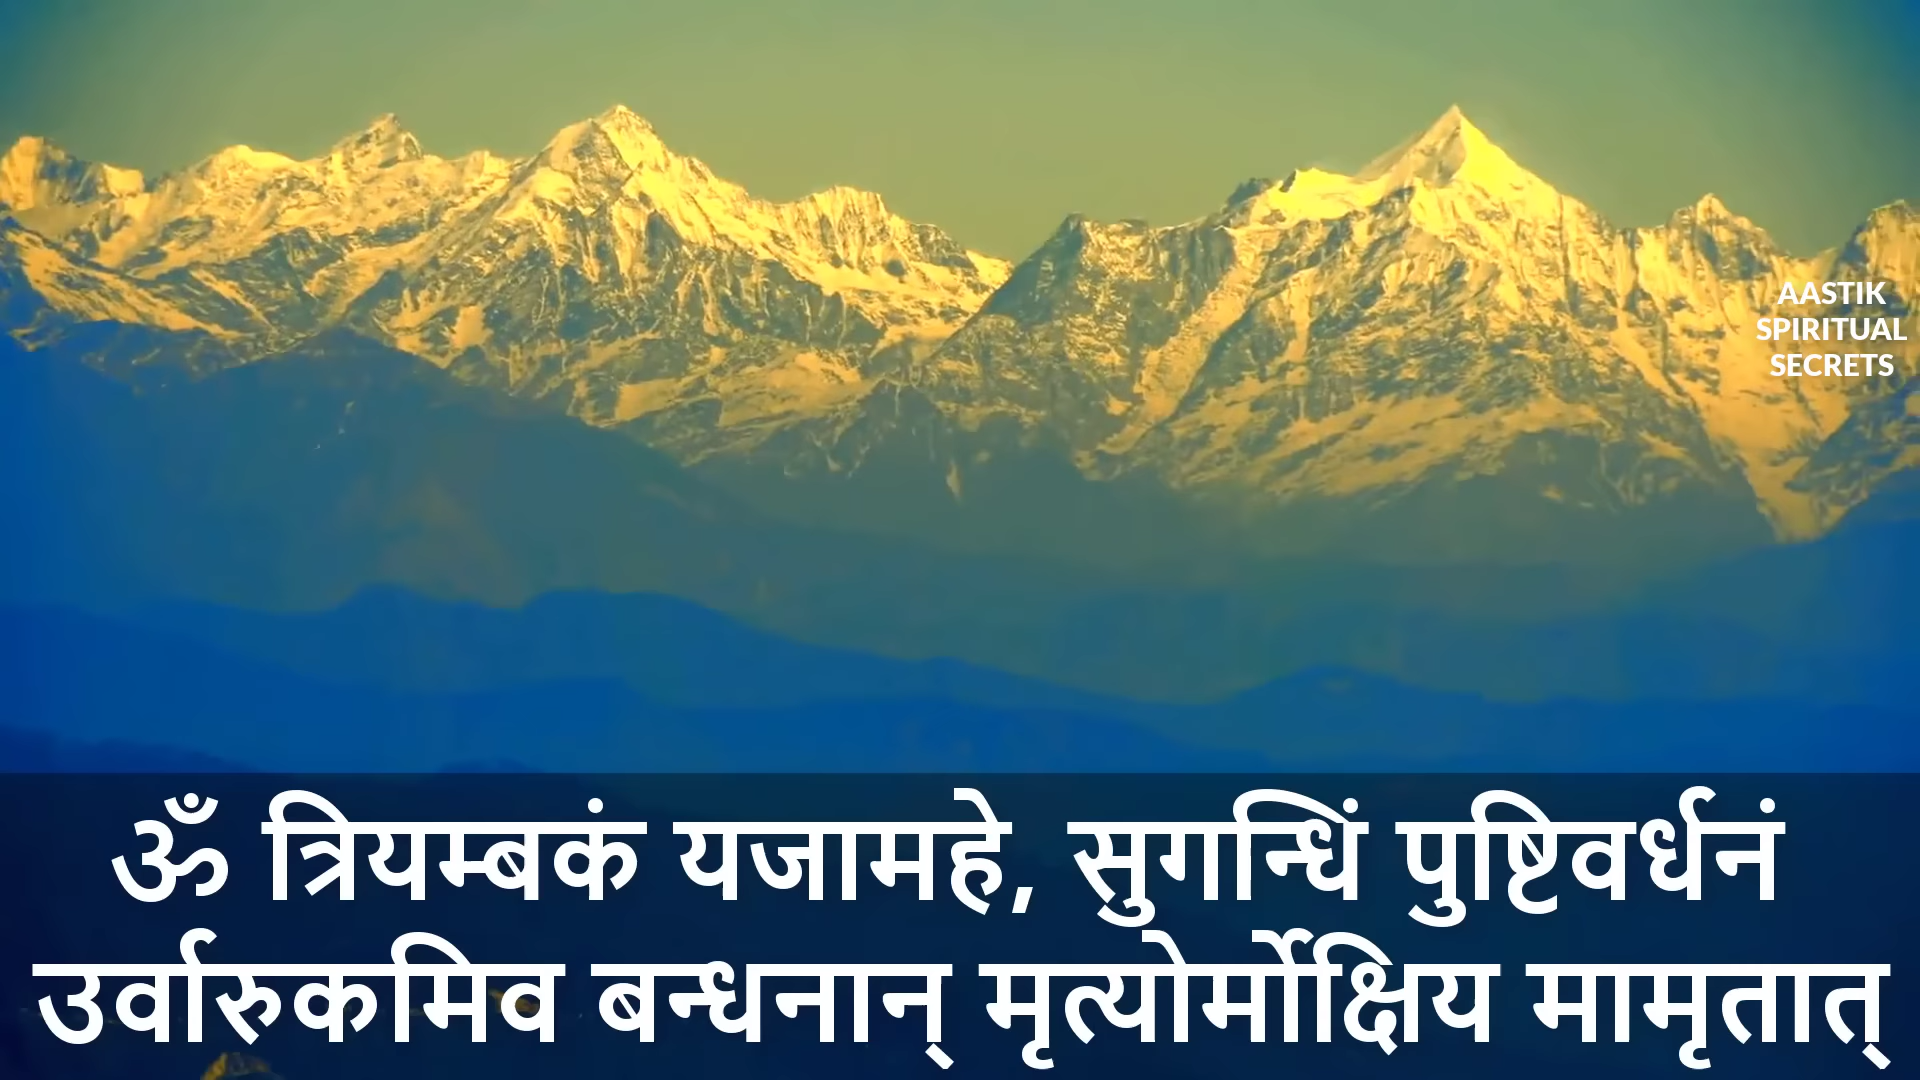 AASTIK
SPIRITUAL
SECRETS
ॐ त्रियम्बकं यजामहे, सुगन्धिं पुष्टिवर्धनं
उर्वारुकमिव बन्धनान् मृत्योर्मोक्षिय मामृतात्